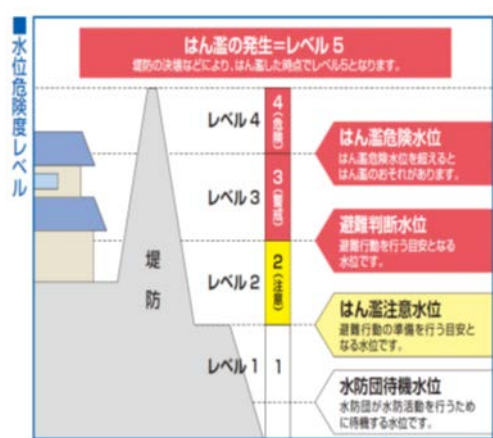 ■水位危険度レベル
はん濫の発生=レベル5
堤防の決壊などにより、はん濫した時点でレベル5となります。
レベル4
4(危険)
はん濫危険水位
はん濫危険水位を超えると
はん濫のおそれがあります。
レベル3
3(警戒)
避難判断水位
避難行動を行う目安となる
水位です。
堤防
レベル2
2(注意)
はん濫注意水位
避難行動の準備を行う目安と
なる水位です。
レベル1
1
水防団待機水位
水防団が水防活動を行うため
に待機する水位です。